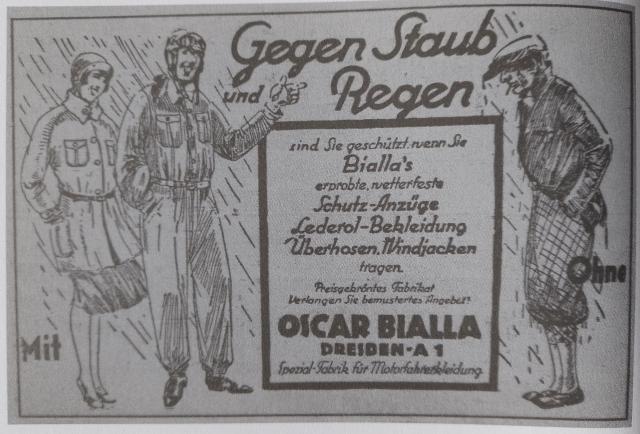 Gegen Staub
und Regen
sind Sie geschützt, wenn Sie
Bialla's
erprobte, wetterfeste
Schutz-Anzüge
Lederol-Bekleidung
Überhosen, Windjacken
tragen.
Preisgekröntes Fabrikat
Verlangen Sie bemustertes Angebot!
OSCAR BIALLA
DRESDEN-A 1
Spezial-Fabrik für Motorfahrerkleidung
Mit
Ohne